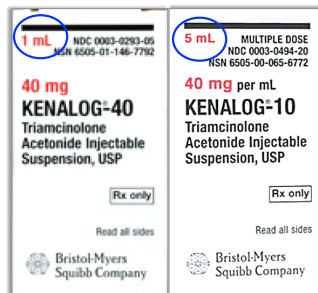 1 mL NDC 0003-0293-05
NSN 6505-01-146-7792
40 mg
KENALOG®-40
Triamcinolone
Acetonide Injectable
Suspension, USP
Rx only
Read all sides
Bristol-Myers
Squibb Company
5 mL MULTIPLE DOSE
NDC 0003-0494-20
NSN 6505-00-065-6772
40 mg per mL
KENALOG®-10
Triamcinolone
Acetonide Injectable
Suspension, USP
Rx only
Read all sides
Bristol-Myers
Squibb Company